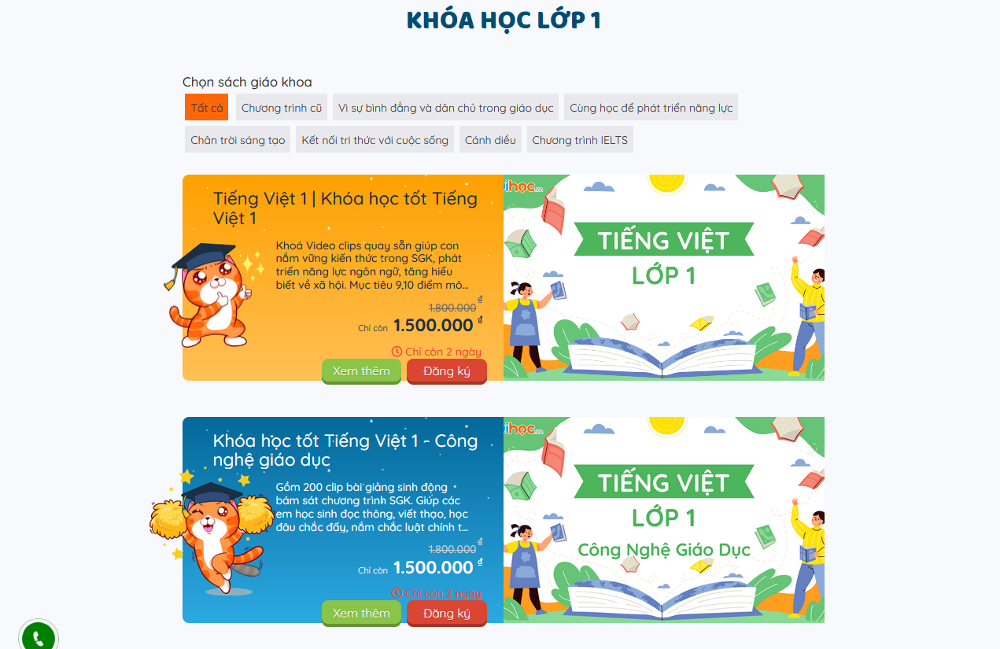 KHÓA HỌC LỚP 1
Chọn sách giáo khoa
Tất cả
Chương trình cũ
Vì sự bình đẳng và dân chủ trong giáo dục
Cùng học để phát triển năng lực
Chân trời sáng tạo
Kết nối tri thức với cuộc sống
Cánh diều
Chương trình IELTS
Tiếng Việt 1 | Khóa học tốt Tiếng
Việt 1
Khoá Video clips quay sẵn giúp con
nắm vững kiến thức trong SGK, phát
triển năng lực ngôn ngữ, tăng hiểu
biết về xã hội. Mục tiêu 9,10 điểm mô...
1.800.000 đ
Chỉ còn 1.500.000 đ
Chỉ còn 2 ngày
Xem thêm
Đăng ký
học.vn
TIẾNG VIỆT
LỚP 1
Khóa học tốt Tiếng Việt 1 - Công
nghệ giáo dục
Gồm 200 clip bài giảng sinh động
bám sát chương trình SGK. Giúp các
em học sinh đọc thông, viết thạo, học
đâu chắc đấy, nắm chắc luật chính t...
1.800.000 đ
Chỉ còn 1.500.000 đ
Chỉ còn 2 ngày
Xem thêm
Đăng ký
học.vn
TIẾNG VIỆT
LỚP 1
Công Nghệ Giáo Dục